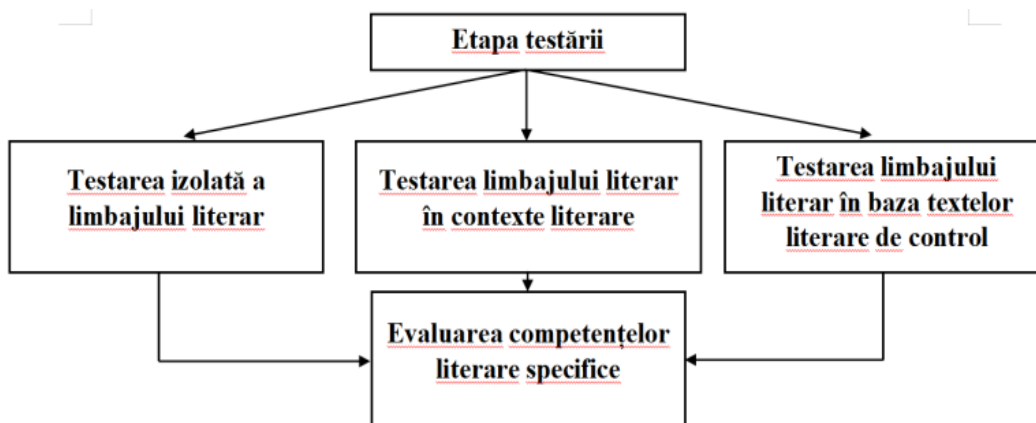 Etapa testării
Testarea izolată a
limbajului literar
Testarea limbajului literar
în contexte literare
Testarea limbajului
literar în baza textelor
literare de control
Evaluarea competențelor
literare specifice